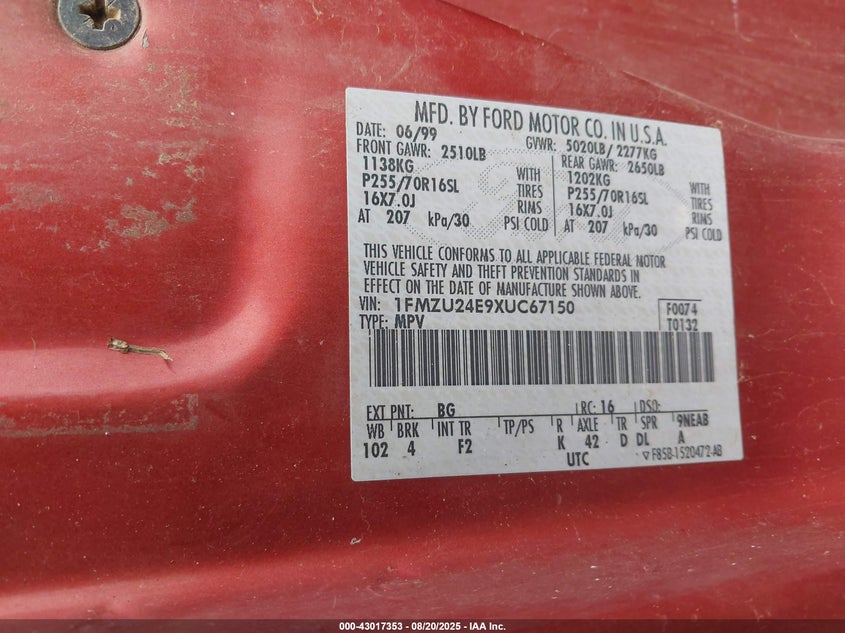 MFD. BY FORD MOTOR CO. IN U.S.A.
DATE: 06/99 GVWR: 5020LB/ 2277KG
FRONT GAWR: 2510LB REAR GAWR: 2650LB
1138KG WITH 1202KG WITH
P255/70R16SL TIRES P255/70R16SL TIRES
16X7.0J RIMS 16X7.0J RIMS
AT 207 kPa/30 PSI COLD AT 207 kPa/30 PSI COLD
THIS VEHICLE CONFORMS TO ALL APPLICABLE FEDERAL MOTOR
VEHICLE SAFETY AND THEFT PREVENTION STANDARDS IN
EFFECT ON THE DATE OF MANUFACTURE SHOWN ABOVE.
VIN: 1FMZU24E9XUC67150 F0074
TYPE: MPV T0132
EXT PNT: BG RC: 16 DSO:
WB BRK INT TR TP/PS R AXLE TR SPR 9NEAB
102 4 F2 K 42 D DL A
UTC ▽F85B-1520472-AB
000-43017353 - 08/20/2025 - IAA Inc.